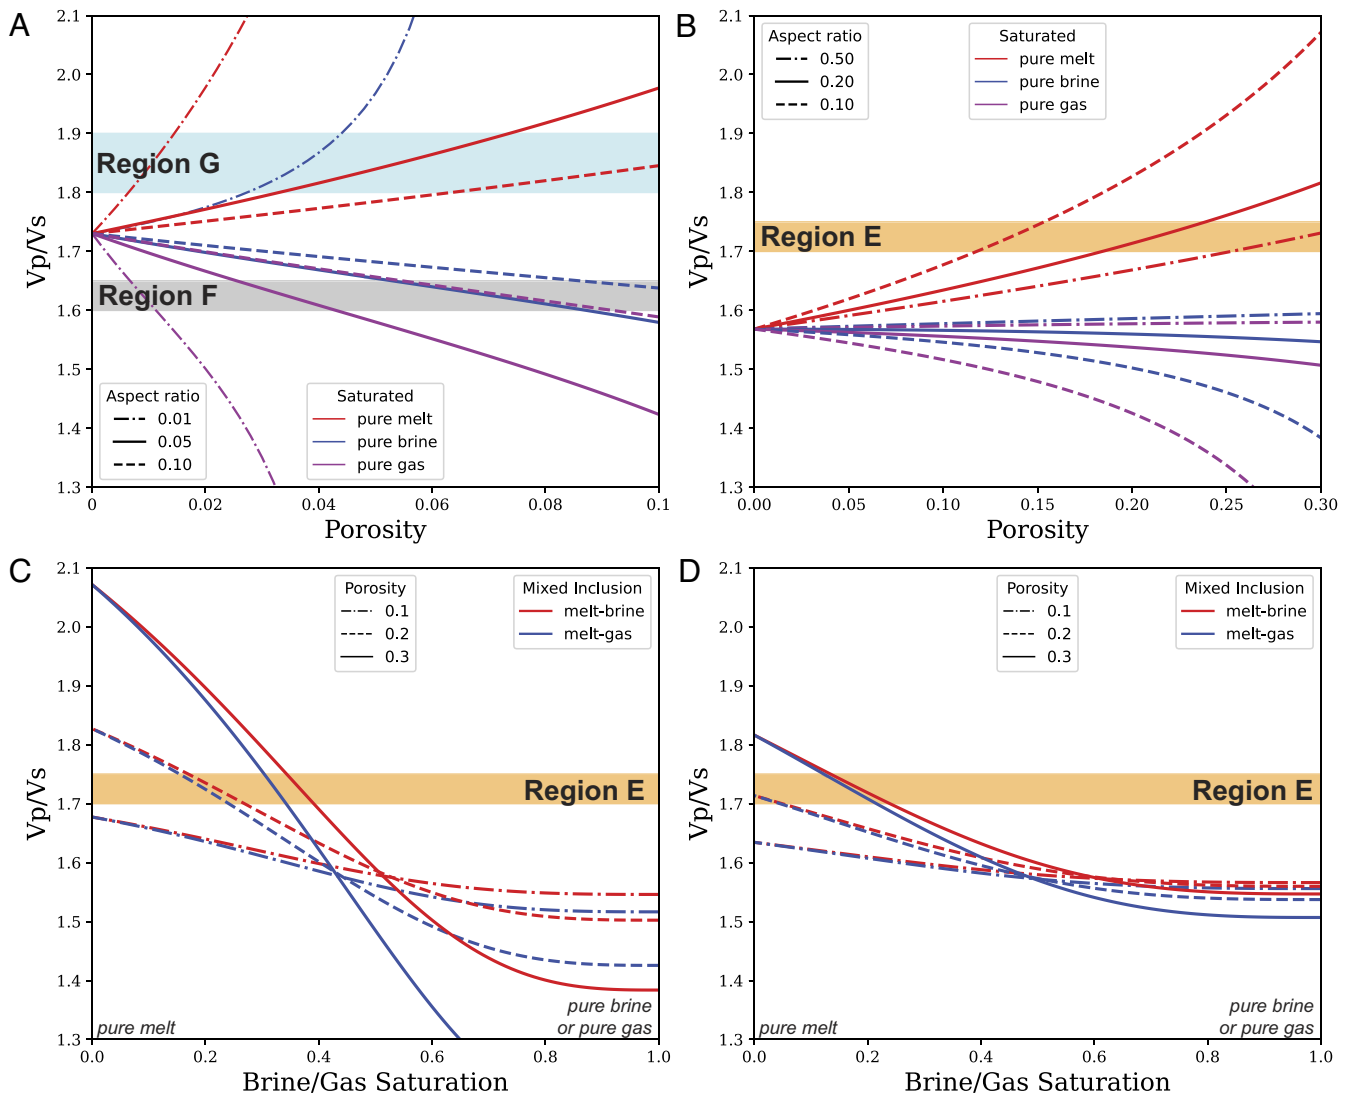 A
2.1
2.0
1.9
1.8
1.7
1.6
1.5
1.4
1.3
Vp/Vs
Region G
Region F
Aspect ratio
0.01
0.05
0.10
Saturated
pure melt
pure brine
pure gas
0
0.02
0.04
0.06
0.08
0.1
Porosity
B
2.1
2.0
1.9
1.8
1.7
1.6
1.5
1.4
1.3
Vp/Vs
Aspect ratio
0.50
0.20
0.10
Saturated
pure melt
pure brine
pure gas
Region E
0.00
0.05
0.10
0.15
0.20
0.25
0.30
Porosity
C
2.1
2.0
1.9
1.8
1.7
1.6
1.5
1.4
1.3
Vp/Vs
Porosity
0.1
0.2
0.3
Mixed Inclusion
melt-brine
melt-gas
Region E
pure melt
pure brine
or pure gas
0.0
0.2
0.4
0.6
0.8
1.0
Brine/Gas Saturation
D
2.1
2.0
1.9
1.8
1.7
1.6
1.5
1.4
1.3
Vp/Vs
Porosity
0.1
0.2
0.3
Mixed Inclusion
melt-brine
melt-gas
Region E
pure melt
pure brine
or pure gas
0.0
0.2
0.4
0.6
0.8
1.0
Brine/Gas Saturation